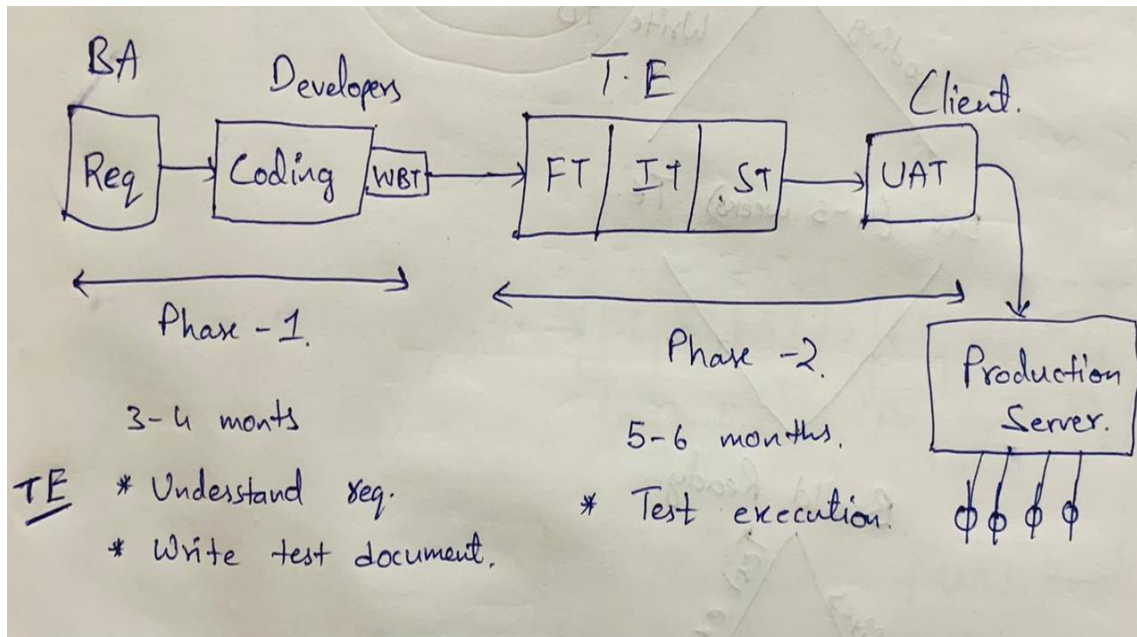 BA
Developers
T.E
Client.
Req
Coding
WBT
FT
IT
ST
UAT
Phase - 1.
Phase - 2.
Production
Server.
3-4 monts
5-6 months.
TE
* Understand req.
* Write test document.
* Test execution.